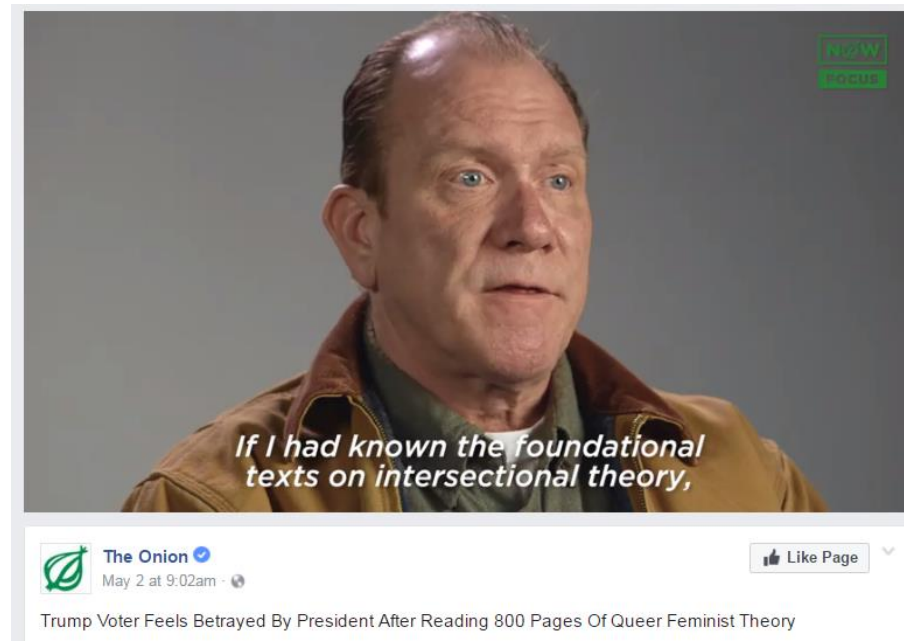 NOW
FOCUS
If I had known the foundational
texts on intersectional theory,
The Onion
Like Page
May 2 at 9:02am
Trump Voter Feels Betrayed By President After Reading 800 Pages Of Queer Feminist Theory